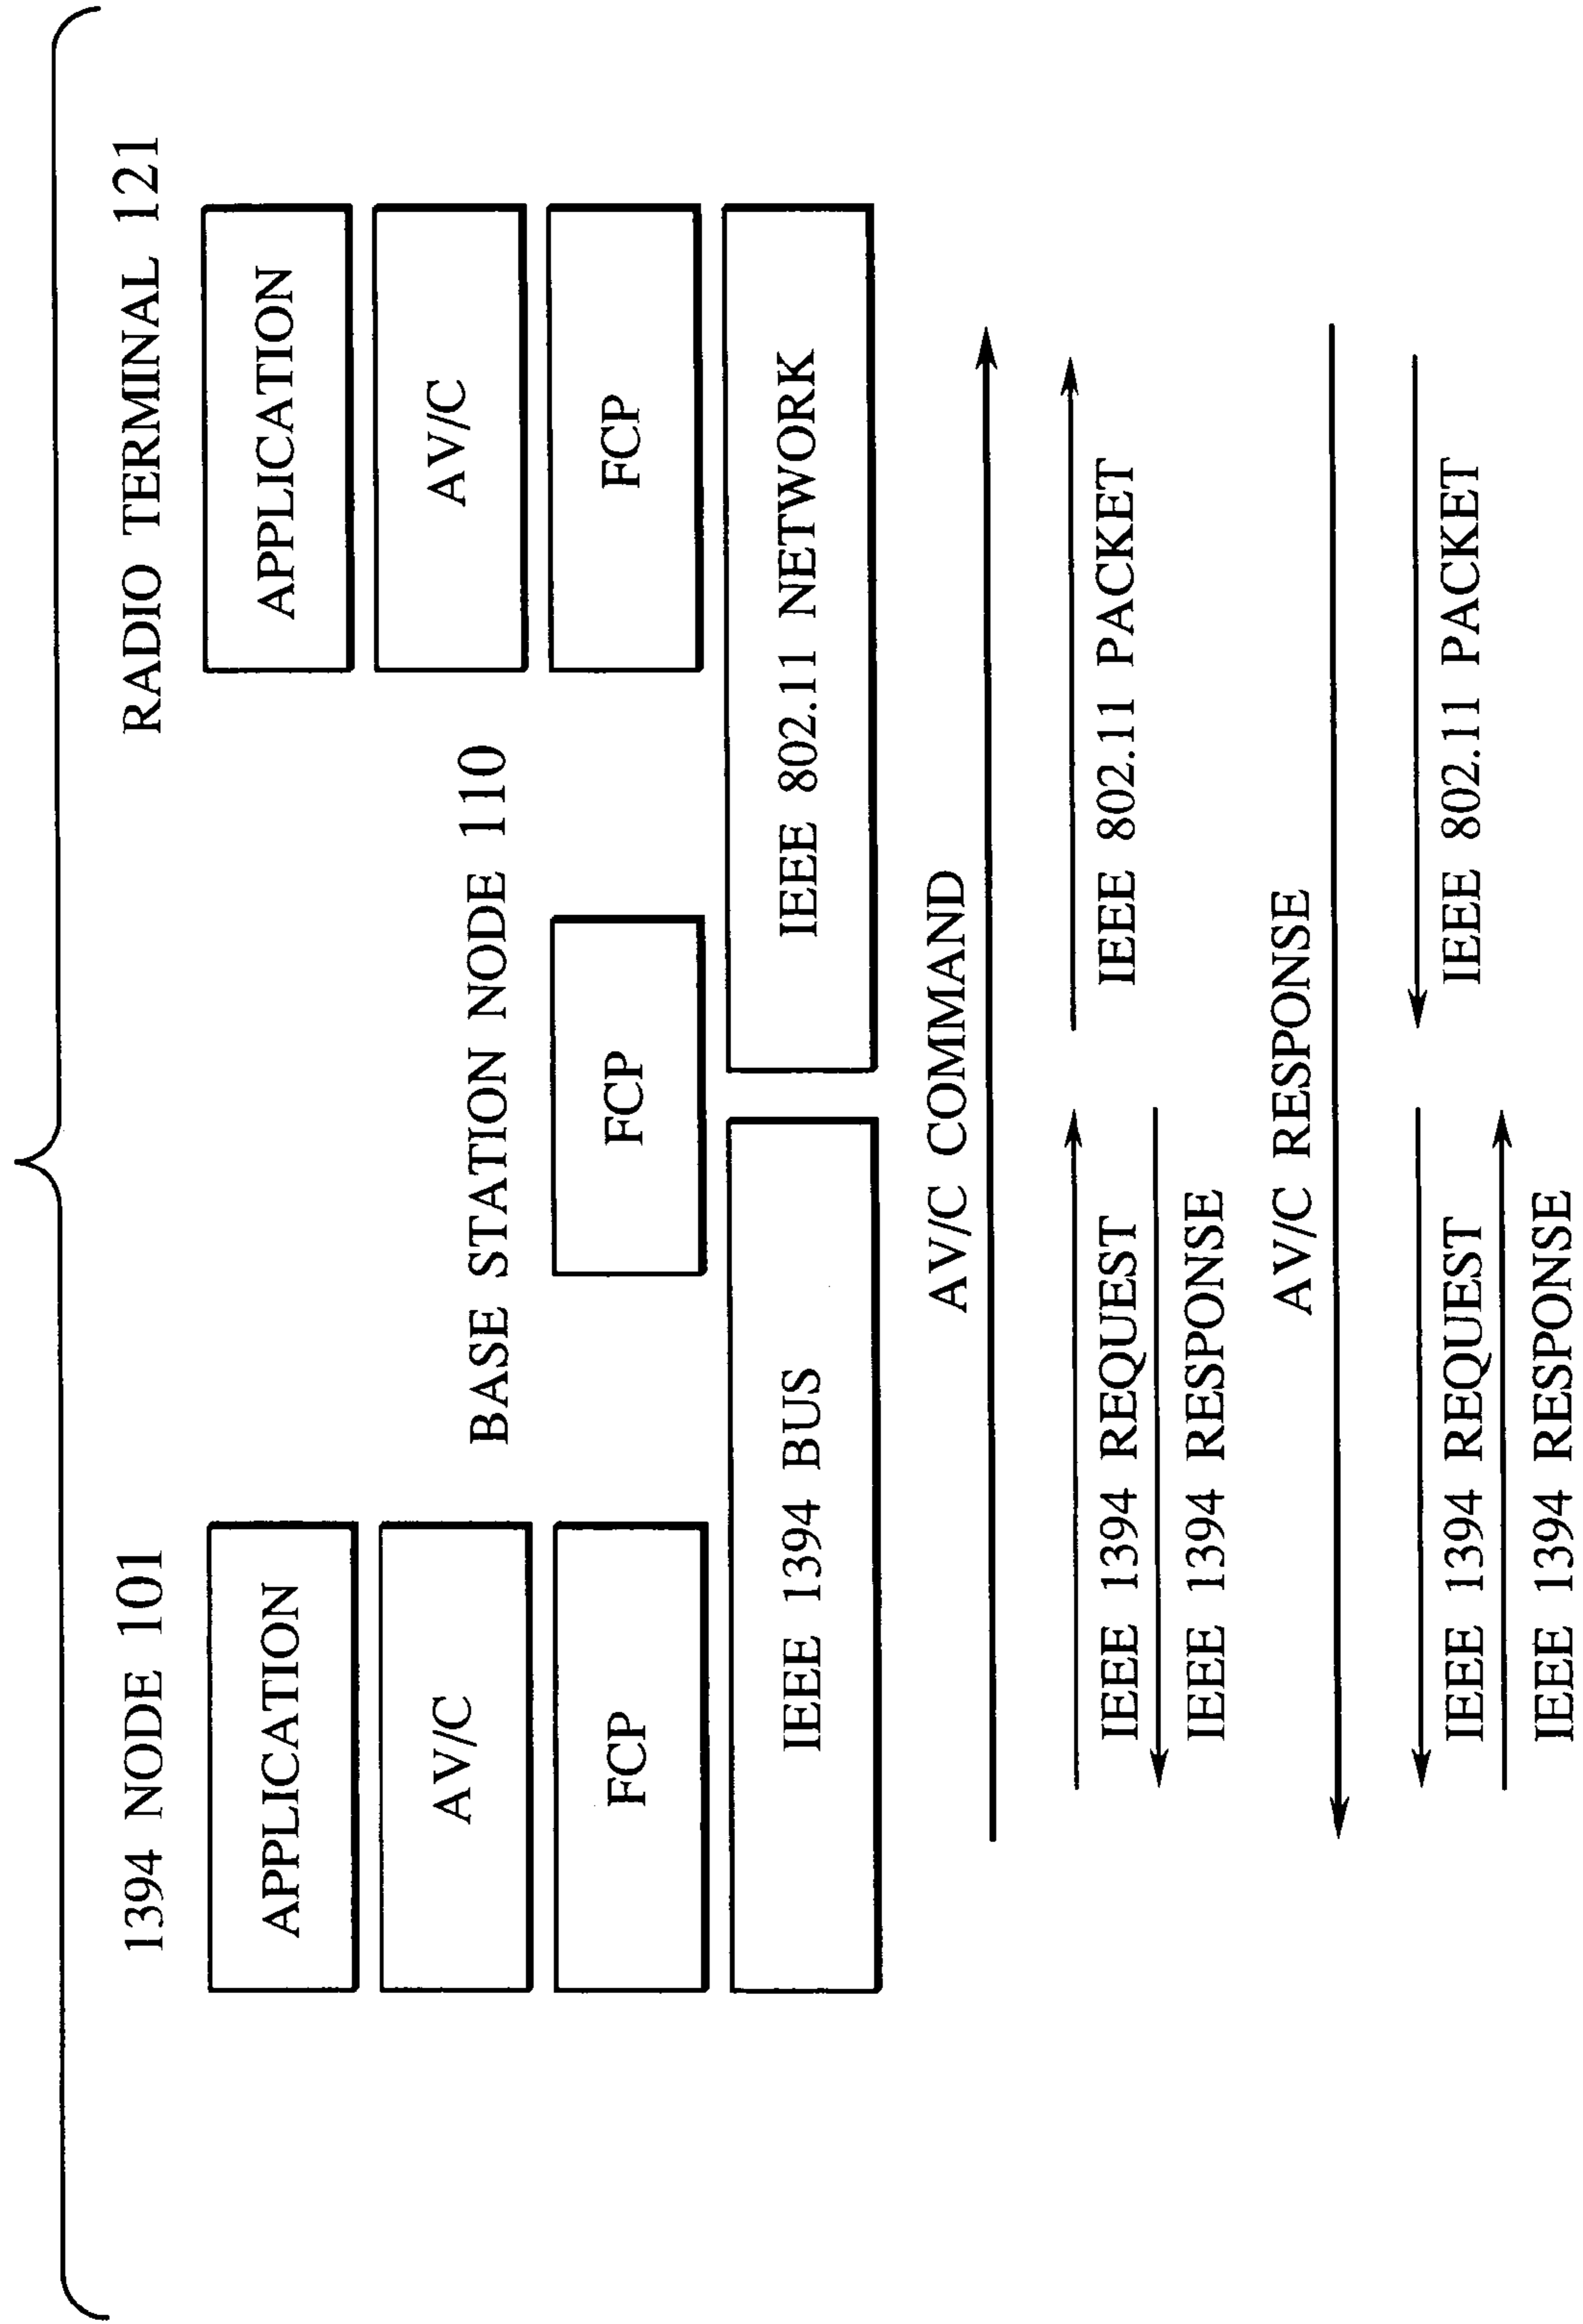 1394 NODE 101
RADIO TERMINAL 121
APPLICATION
APPLICATION
BASE STATION NODE 110
AV/C
AV/C
FCP
FCP
FCP
IEEE 1394 BUS
IEEE 802.11 NETWORK
AV/C COMMAND
IEEE 1394 REQUEST
IEEE 802.11 PACKET
IEEE 1394 RESPONSE
AV/C RESPONSE
IEEE 1394 REQUEST
IEEE 802.11 PACKET
IEEE 1394 RESPONSE